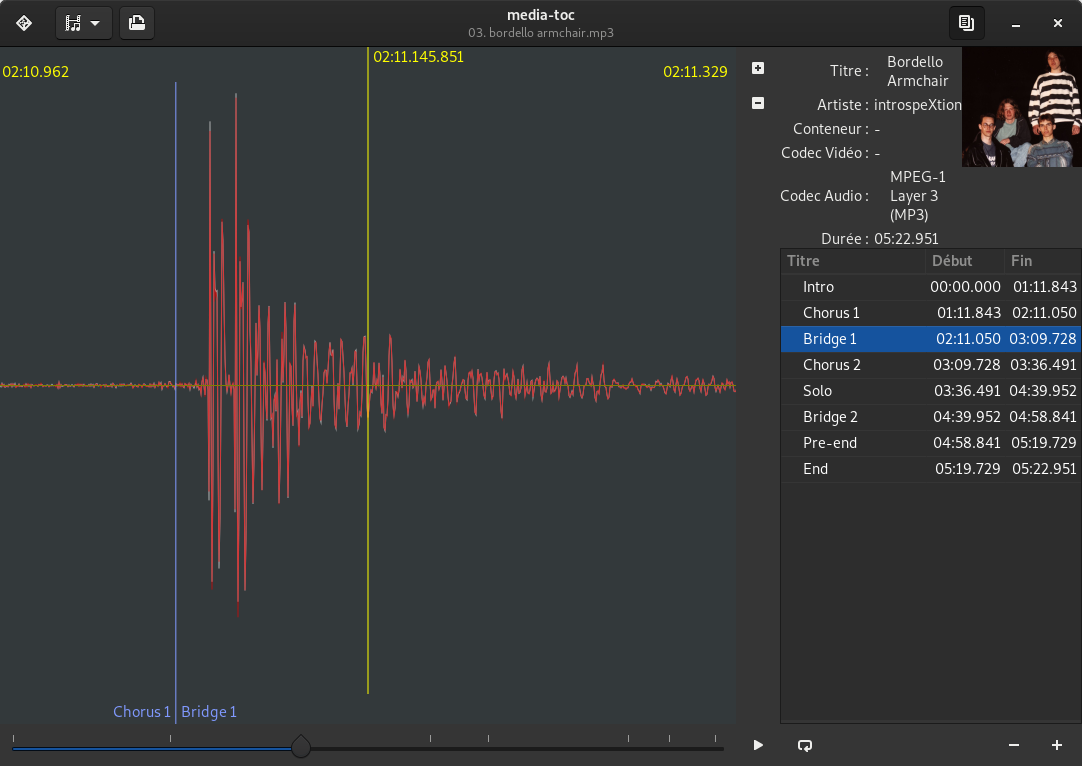 media-toc
03. bordello armchair.mp3
02:10.962
02:11.145.851
02:11.329
Chorus 1
Bridge 1
Titre :
Bordello
Armchair
Artiste : introspeXtion
Conteneur : -
Codec Vidéo : -
Codec Audio :
MPEG-1
Layer 3
(MP3)
Durée : 05:22.951
Titre Début Fin
Intro 00:00.000 01:11.843
Chorus 1 01:11.843 02:11.050
Bridge 1 02:11.050 03:09.728
Chorus 2 03:09.728 03:36.491
Solo 03:36.491 04:39.952
Bridge 2 04:39.952 04:58.841
Pre-end 04:58.841 05:19.729
End 05:19.729 05:22.951